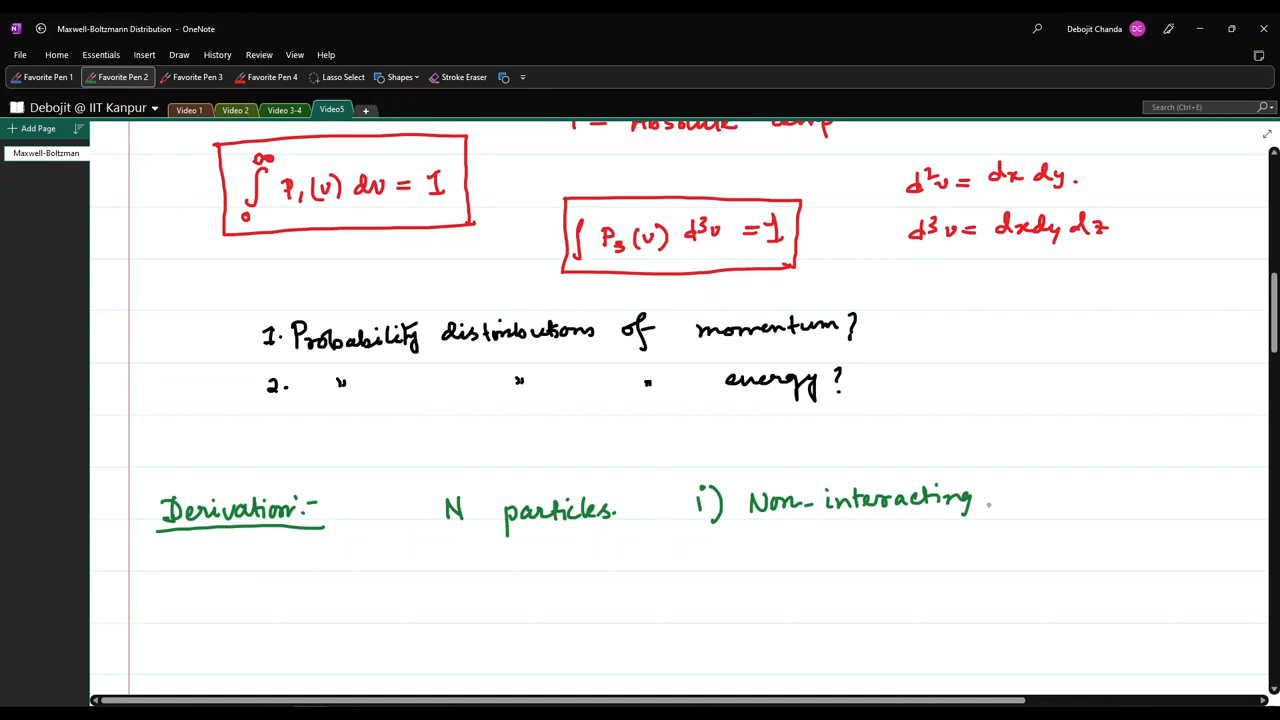 Maxwell-Boltzmann Distribution - OneNote
Debojit Chanda DC
File Home Essentials Insert Draw History Review View Help
Favorite Pen 1 Favorite Pen 2 Favorite Pen 3 Favorite Pen 4 Lasso Select Shapes Stroke Eraser
Debojit @ IIT Kanpur Video 1 Video 2 Video 3-4 Video5 Search (Ctrl+E)
Add Page
Maxwell-Boltzman
T = Absolute temp
∫₀^∞ P₁(v) dv = 1
d²v = dx dy.
∫ P₃(v) d³v = 1
d³v = dxdy dz
1. Probability distributions of momentum?
2. " " " energy?
Derivation:- N particles. i) Non-interacting